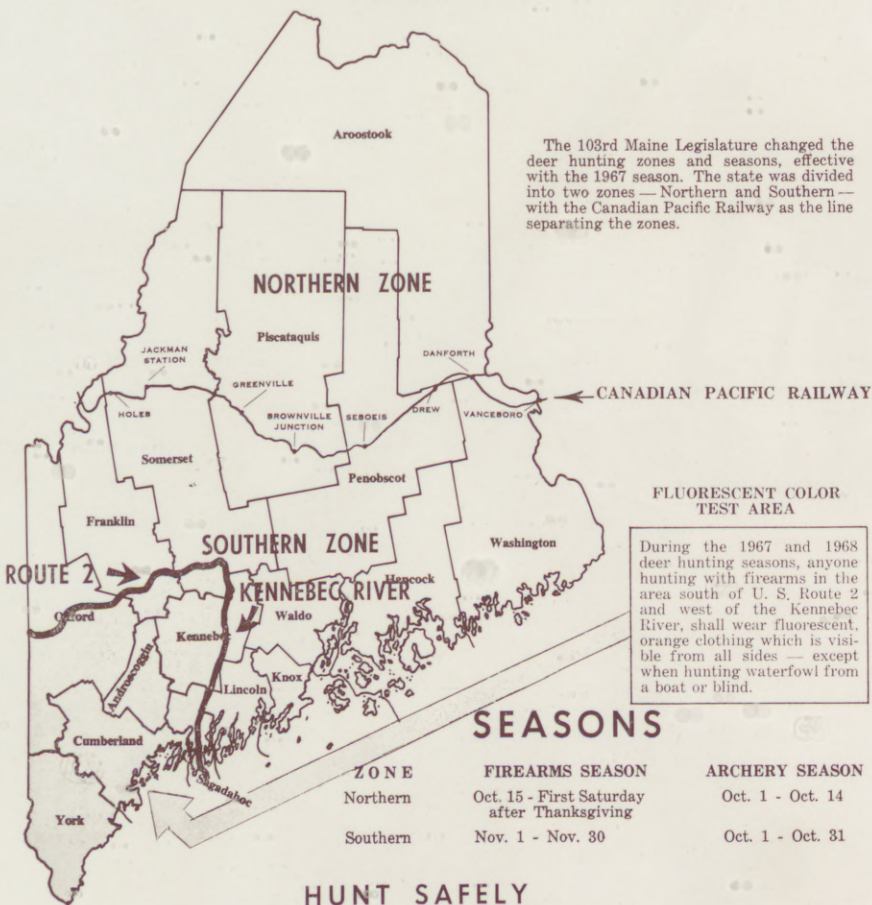 Aroostook
The 103rd Maine Legislature changed the
deer hunting zones and seasons, effective
with the 1967 season. The state was divided
into two zones — Northern and Southern —
with the Canadian Pacific Railway as the line
separating the zones.
NORTHERN ZONE
Piscataquis
JACKMAN
STATION
DANFORTH
GREENVILLE
HOLEB
BROWNVILLE
JUNCTION
SEBOEIS
DREW
VANCEBORO
CANADIAN PACIFIC RAILWAY
Somerset
Penobscot
Franklin
Washington
SOUTHERN ZONE
ROUTE 2
KENNEBEC RIVER
Hancock
Oxford
Waldo
Kennebec
Androscoggin
Knox
Lincoln
Cumberland
Sagadahoc
York
FLUORESCENT COLOR
TEST AREA
During the 1967 and 1968
deer hunting seasons, anyone
hunting with firearms in the
area south of U. S. Route 2
and west of the Kennebec
River, shall wear fluorescent,
orange clothing which is visi-
ble from all sides — except
when hunting waterfowl from
a boat or blind.
SEASONS
ZONE FIREARMS SEASON ARCHERY SEASON
Northern Oct. 15 - First Saturday Oct. 1 - Oct. 14
after Thanksgiving
Southern Nov. 1 - Nov. 30 Oct. 1 - Oct. 31
HUNT SAFELY